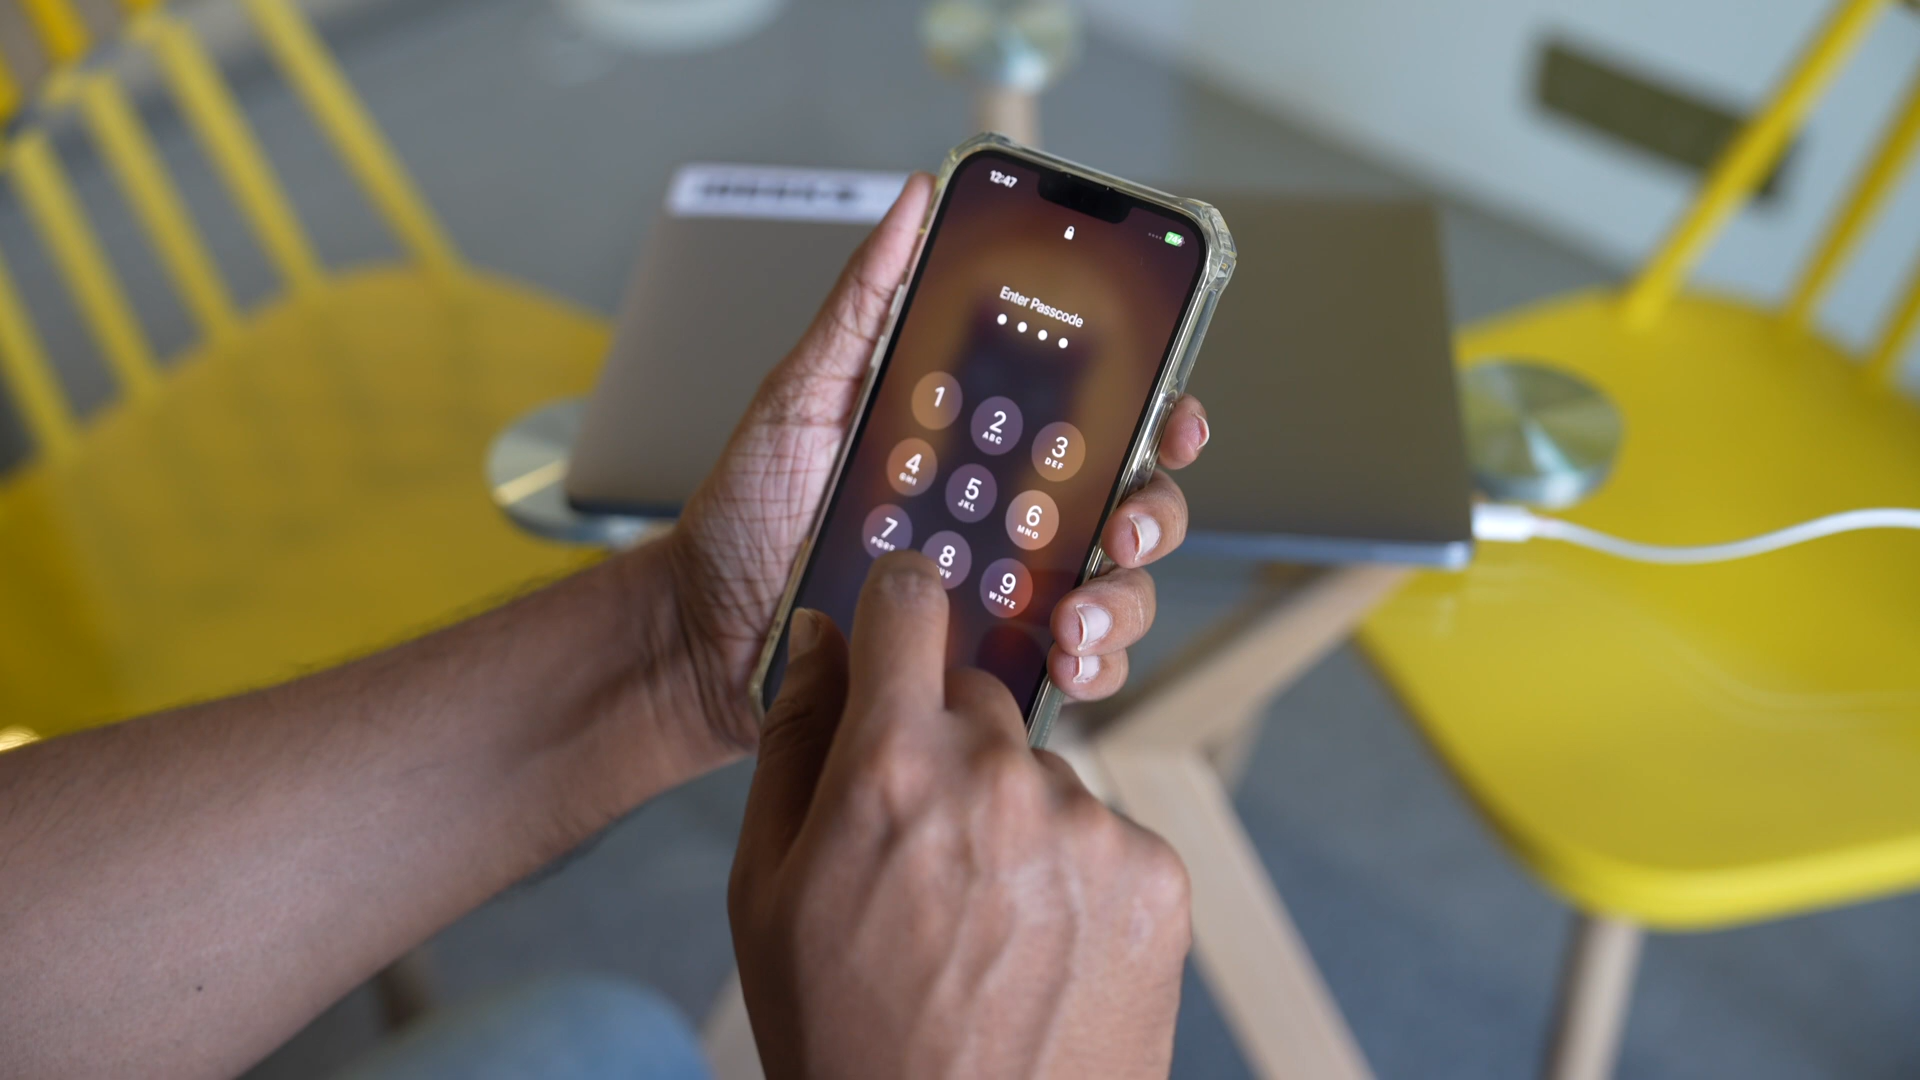 12:47
Enter Passcode
1
2
ABC
3
DEF
4
GHI
5
JKL
6
MNO
7
PQRS
8
9
WXYZ